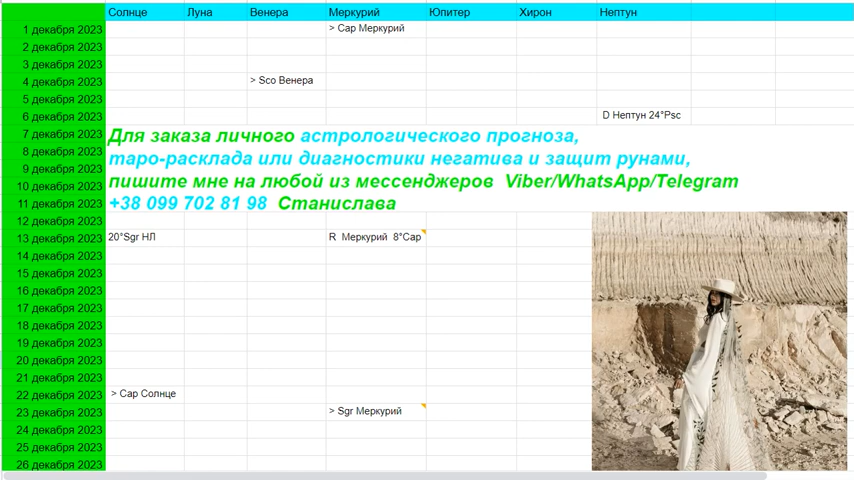 Солнце Луна Венера Меркурий Юпитер Хирон Нептун
1 декабря 2023 > Cap Меркурий
2 декабря 2023
3 декабря 2023
4 декабря 2023 > Sco Венера
5 декабря 2023
6 декабря 2023 D Нептун 24°Psc
7 декабря 2023 Для заказа личного астрологического прогноза,
8 декабря 2023 таро-расклада или диагностики негатива и защит рунами,
9 декабря 2023
10 декабря 2023 пишите мне на любой из мессенджеров Viber/WhatsApp/Telegram
11 декабря 2023 +38 099 702 81 98 Станислава
12 декабря 2023
13 декабря 2023 20°Sgr НЛ R Меркурий 8°Cap
14 декабря 2023
15 декабря 2023
16 декабря 2023
17 декабря 2023
18 декабря 2023
19 декабря 2023
20 декабря 2023
21 декабря 2023
22 декабря 2023 > Cap Солнце
23 декабря 2023 > Sgr Меркурий
24 декабря 2023
25 декабря 2023
26 декабря 2023